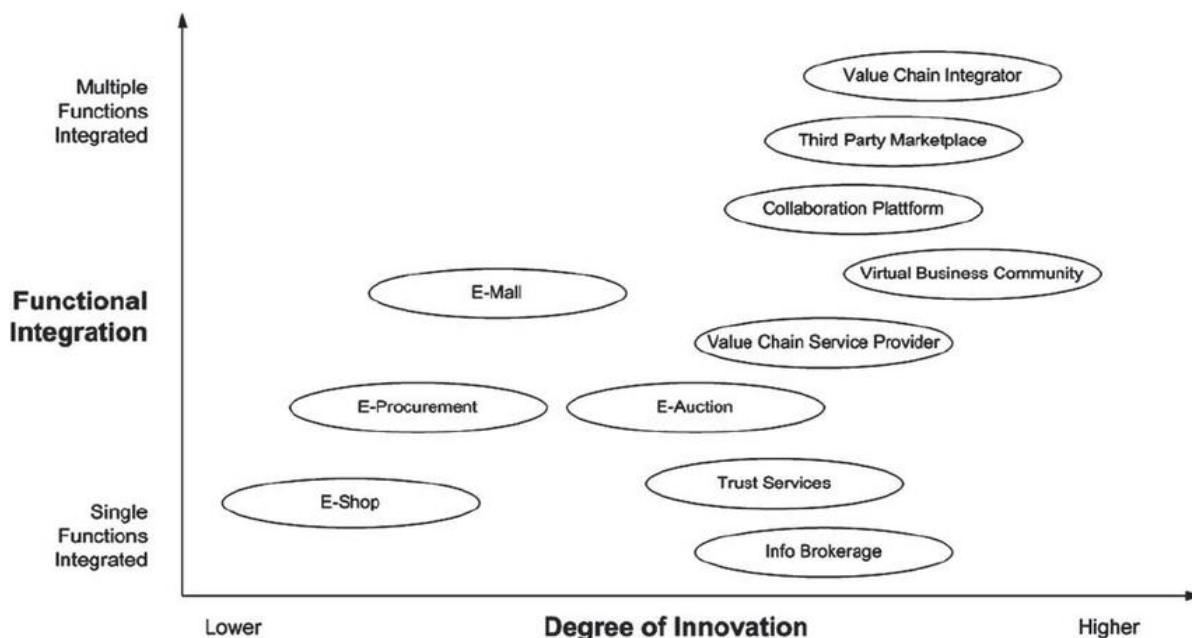 Value Chain Integrator
Multiple
Functions
Integrated
Third Party Marketplace
Collaboration Plattform
Virtual Business Community
E-Mall
Functional
Integration
Value Chain Service Provider
E-Procurement
E-Auction
Trust Services
E-Shop
Single
Functions
Integrated
Info Brokerage
Lower
Degree of Innovation
Higher